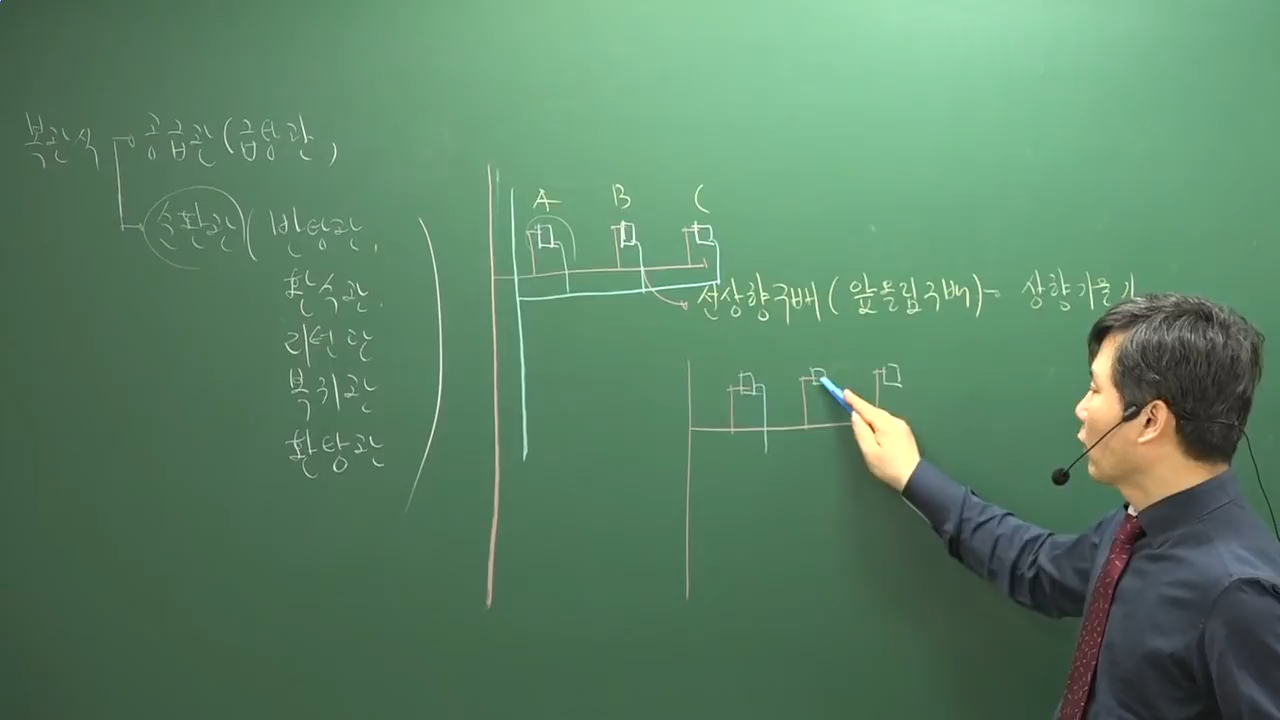 복관식 공급관(급탕관)
순환관(반탕관,
환수관,
리턴관
복귀관
환탕관)
A B C
선상향구배(앞올림구배)- 상향기울기